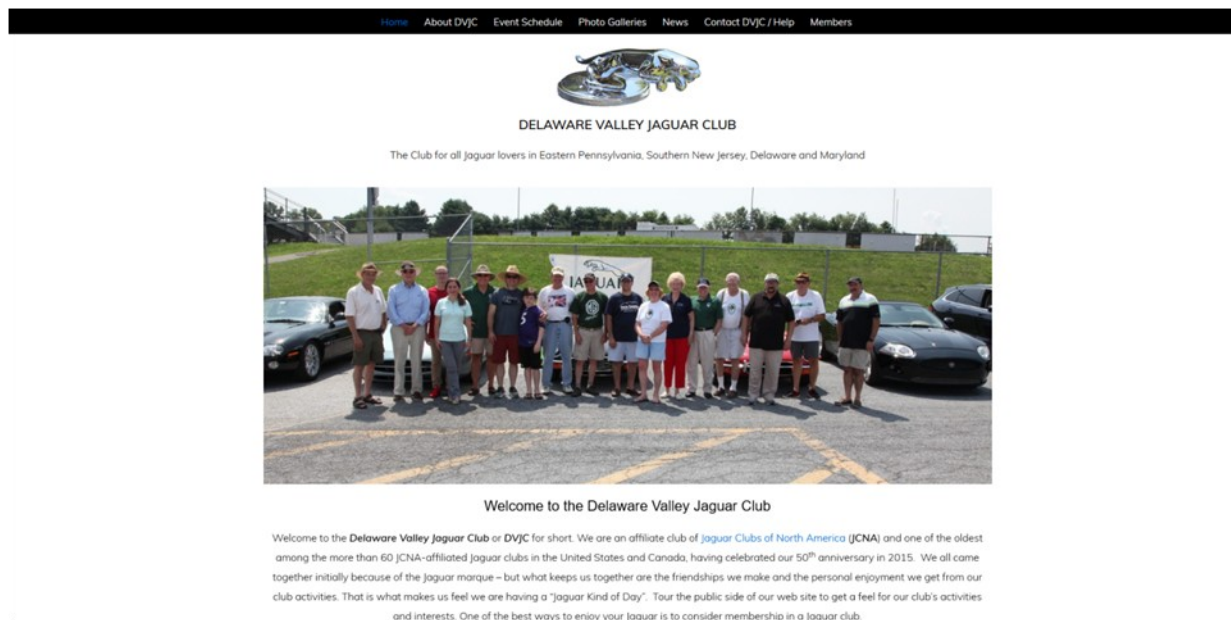 Home About DVJC Event Schedule Photo Galleries News Contact DVJC / Help Members
DELAWARE VALLEY JAGUAR CLUB
The Club for all Jaguar lovers in Eastern Pennsylvania, Southern New Jersey, Delaware and Maryland
JAGUAR
Welcome to the Delaware Valley Jaguar Club
Welcome to the Delaware Valley Jaguar Club or DVJC for short. We are an affiliate club of Jaguar Clubs of North America (JCNA) and one of the oldest
among the more than 60 JCNA-affiliated Jaguar clubs in the United States and Canada, having celebrated our 50th anniversary in 2015. We all came
together initially because of the Jaguar marque – but what keeps us together are the friendships we make and the personal enjoyment we get from our
club activities. That is what makes us feel we are having a "Jaguar Kind of Day". Tour the public side of our web site to get a feel for our club's activities
and interests. One of the best ways to enjoy your Jaguar is to consider membership in a Jaguar club.